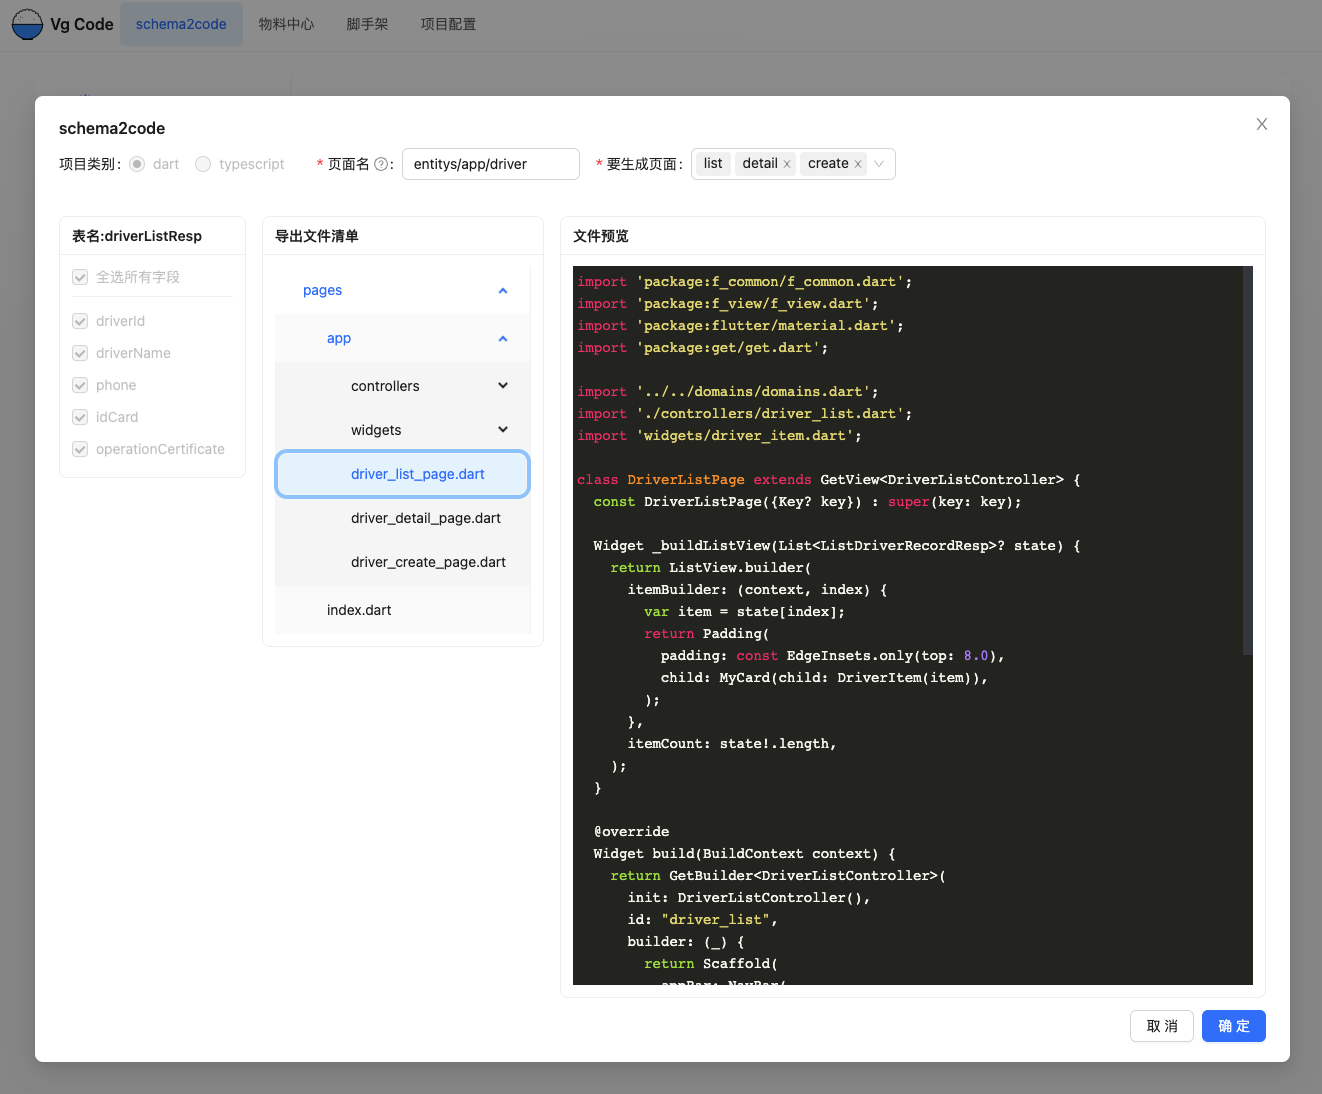 Vg Code schema2code 物料中心 脚手架 项目配置
schema2code
项目类别: dart typescript * 页面名 : entitys/app/driver * 要生成页面: list detail create
表名:driverListResp
全选所有字段
driverId
driverName
phone
idCard
operationCertificate
导出文件清单
pages
app
controllers
widgets
driver_list_page.dart
driver_detail_page.dart
driver_create_page.dart
index.dart
文件预览
import 'package:f_common/f_common.dart';
import 'package:f_view/f_view.dart';
import 'package:flutter/material.dart';
import 'package:get/get.dart';
import '../../domains/domains.dart';
import './controllers/driver_list.dart';
import 'widgets/driver_item.dart';
class DriverListPage extends GetView<DriverListController> {
const DriverListPage({Key? key}) : super(key: key);
Widget _buildListView(List<ListDriverRecordResp>? state) {
return ListView.builder(
itemBuilder: (context, index) {
var item = state[index];
return Padding(
padding: const EdgeInsets.only(top: 8.0),
child: MyCard(child: DriverItem(item)),
);
},
itemCount: state!.length,
);
}
@override
Widget build(BuildContext context) {
return GetBuilder<DriverListController>(
init: DriverListController(),
id: "driver_list",
builder: (_) {
return Scaffold(
appBar: NavBar(
取 消 确 定